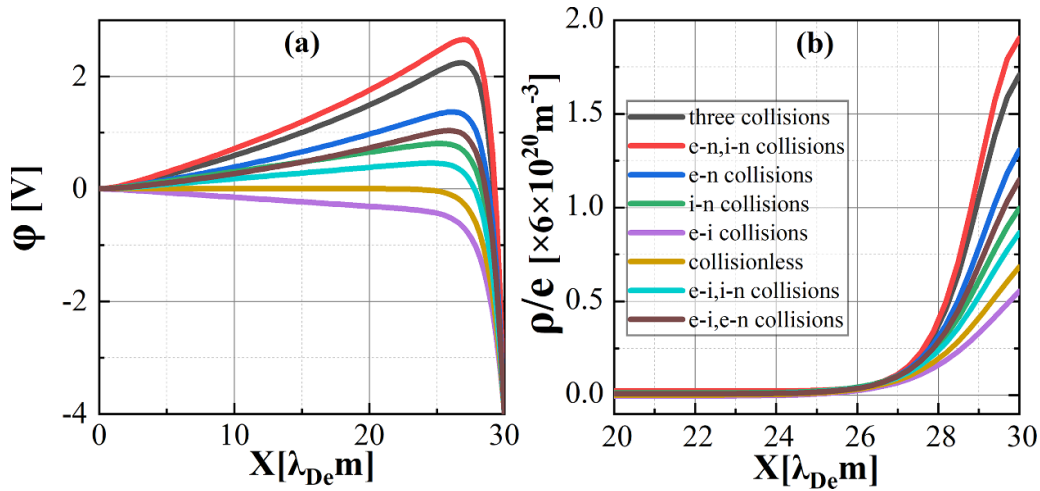 (a)
φ [V]
2
0
-2
-4
0
10
20
30
X[λDem]
(b)
ρ/e [×6×10²⁰m⁻³]
2.0
1.5
1.0
0.5
0.0
three collisions
e-n,i-n collisions
e-n collisions
i-n collisions
e-i collisions
collisionless
e-i,i-n collisions
e-i,e-n collisions
20
22
24
26
28
30
X[λDem]